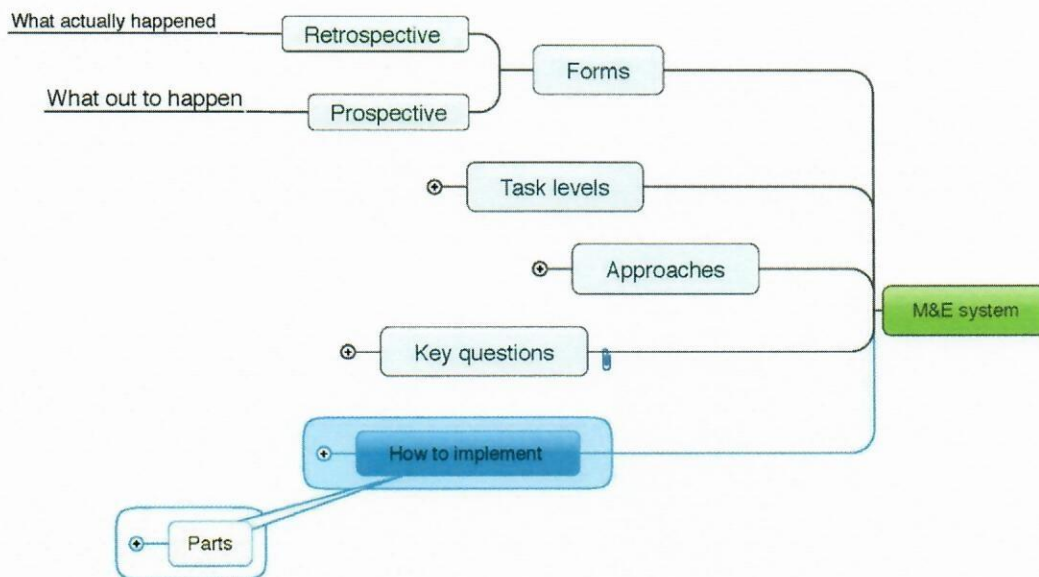 What actually happened
Retrospective
Forms
What out to happen
Prospective
Task levels
Approaches
M&E system
Key questions
How to implement
Parts